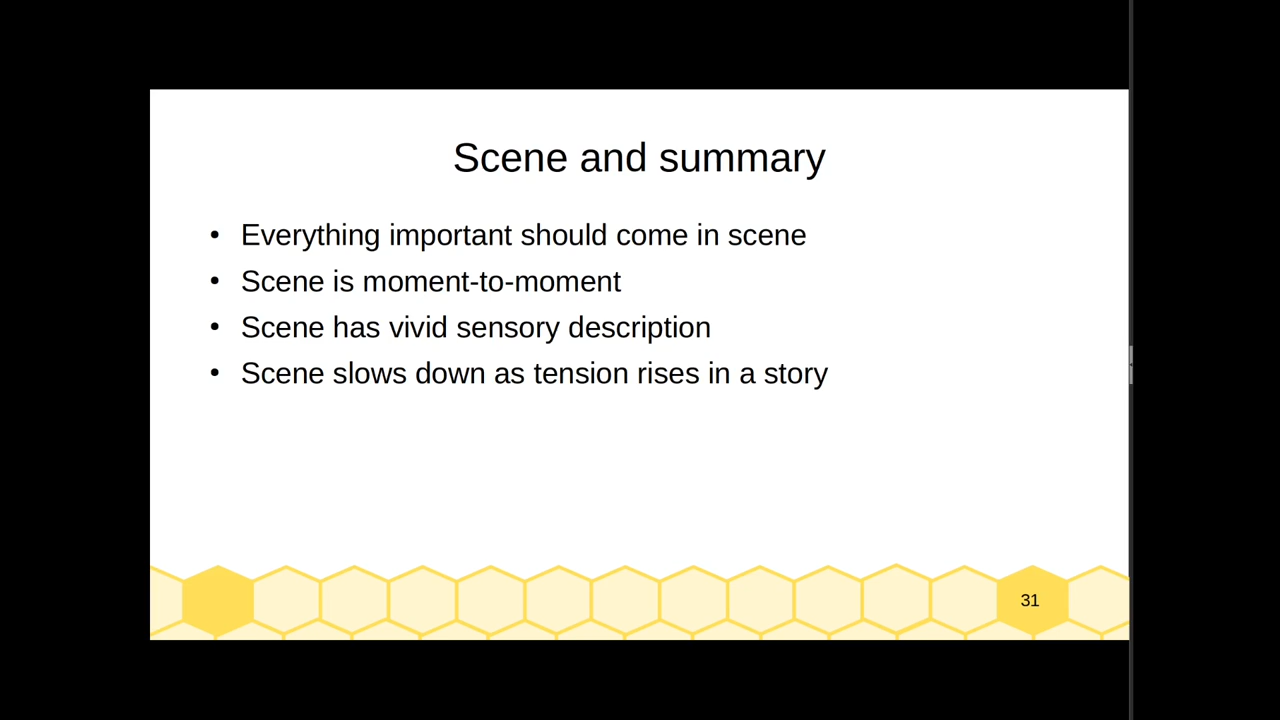 Scene and summary
• Everything important should come in scene
• Scene is moment-to-moment
• Scene has vivid sensory description
• Scene slows down as tension rises in a story
31